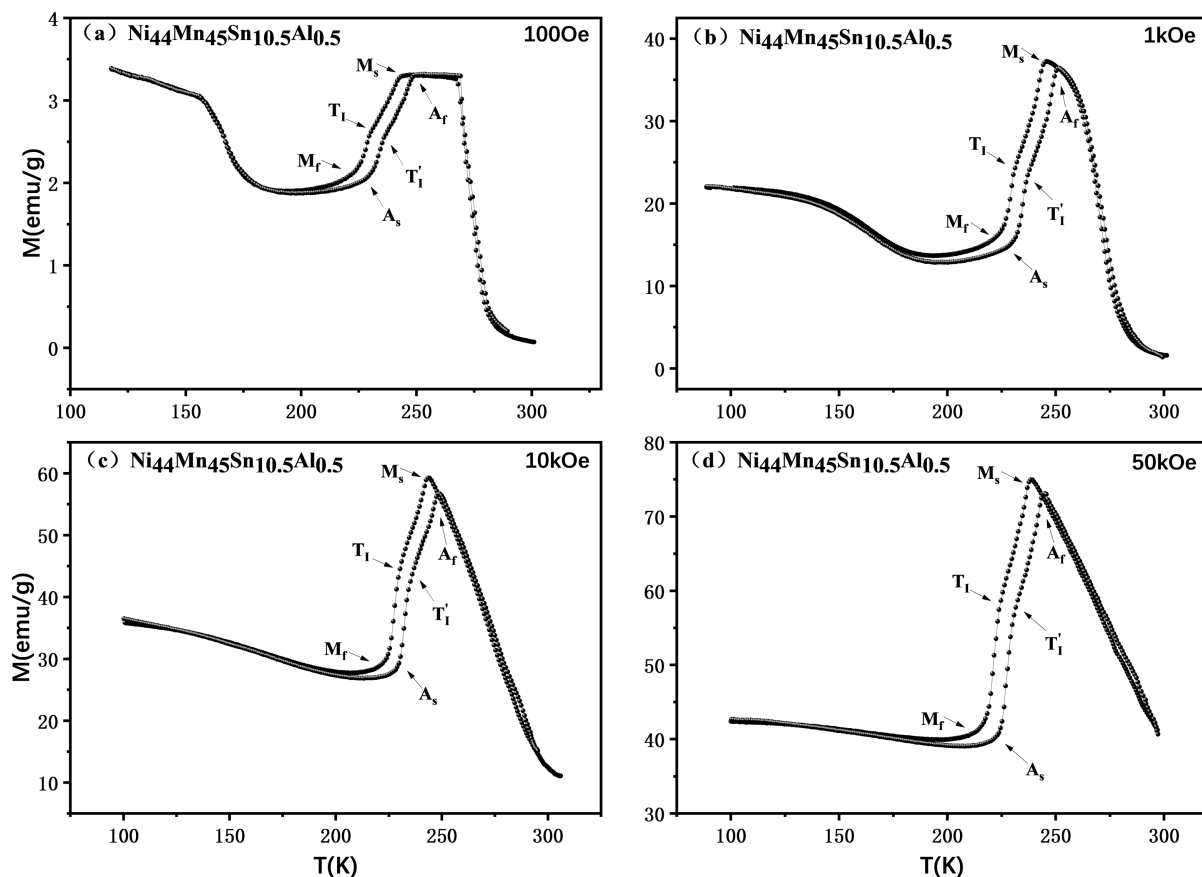 (a) Ni44Mn45Sn10.5Al0.5 100Oe
4
3
2
1
0
M(emu/g)
Ms
TI
Mf
Af
T'I
As
100 150 200 250 300
(b) Ni44Mn45Sn10.5Al0.5 1kOe
40
30
20
10
0
Ms
Af
TI
T'I
Mf
As
100 150 200 250 300
(c) Ni44Mn45Sn10.5Al0.5 10kOe
60
50
40
30
20
10
M(emu/g)
Ms
TI
Af
T'I
Mf
As
100 150 200 250 300
T(K)
(d) Ni44Mn45Sn10.5Al0.5 50kOe
80
70
60
50
40
30
Ms
Af
TI
T'I
Mf
As
100 150 200 250 300
T(K)